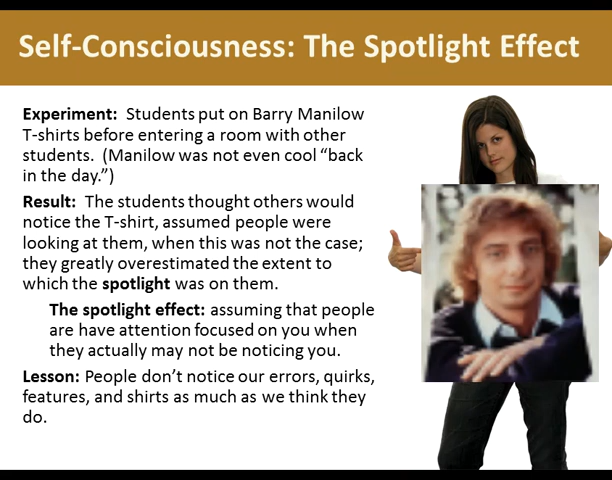 Self-Consciousness: The Spotlight Effect
Experiment: Students put on Barry Manilow
T-shirts before entering a room with other
students. (Manilow was not even cool “back
in the day.”)
Result: The students thought others would
notice the T-shirt, assumed people were
looking at them, when this was not the case;
they greatly overestimated the extent to
which the spotlight was on them.
The spotlight effect: assuming that people
are have attention focused on you when
they actually may not be noticing you.
Lesson: People don’t notice our errors, quirks,
features, and shirts as much as we think they
do.